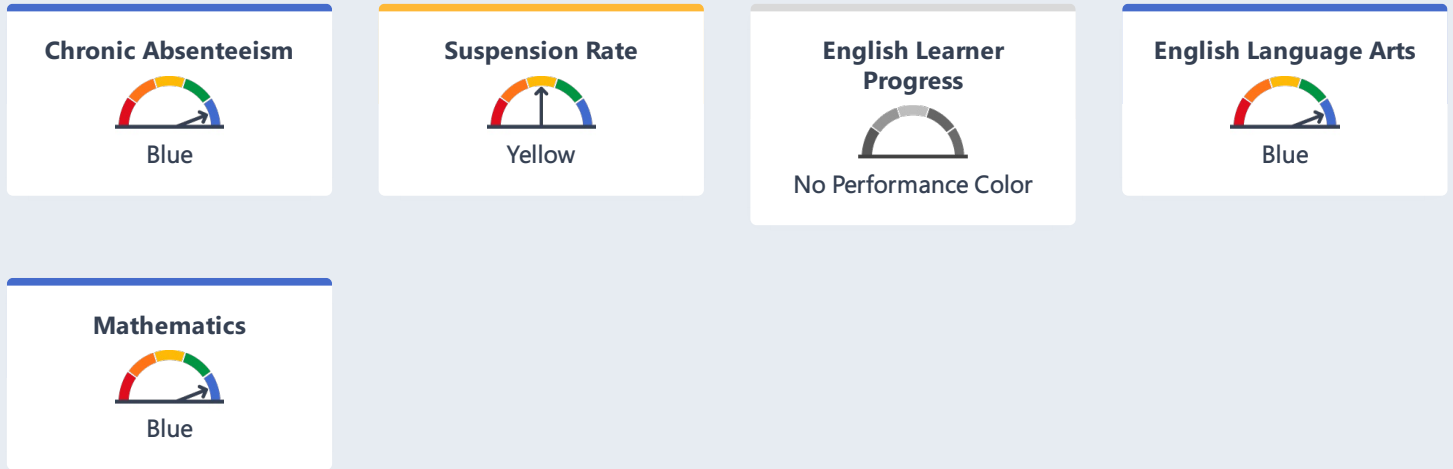 Chronic Absenteeism
Blue
Suspension Rate
Yellow
English Learner
Progress
No Performance Color
English Language Arts
Blue
Mathematics
Blue